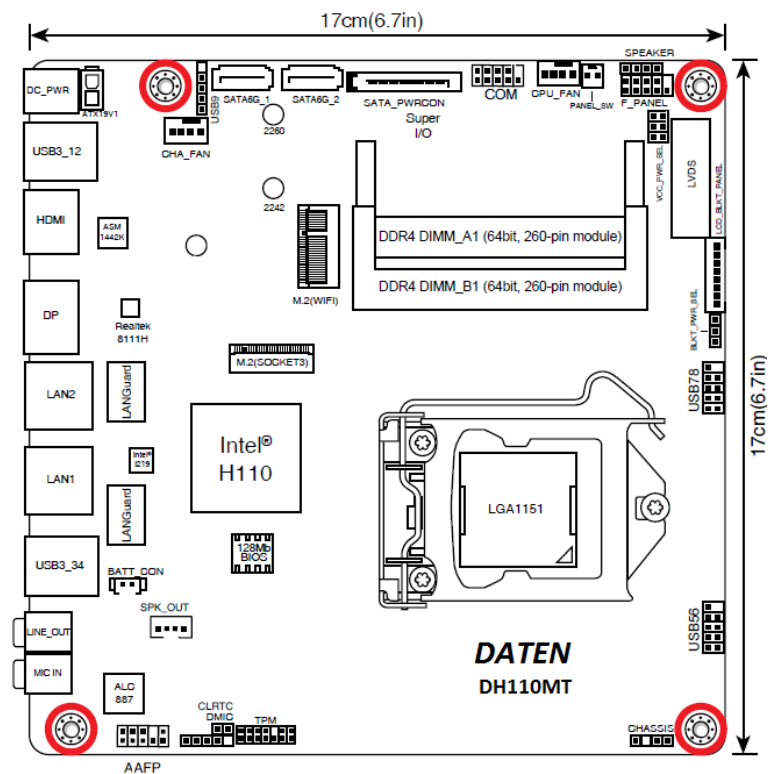 17cm(6.7in)
SPEAKER
DC_PWR
ATX19V1
USB9
SATA6G_1
SATA6G_2
SATA_PWRCON
COM
CPU_FAN
PANEL_SW
F_PANEL
Super
I/O
CHA_FAN
2260
USB3_12
VCC_PWR_SEL
LVDS
LCD_BLKT_PANEL
2242
HDMI
ASM
1442K
DDR4 DIMM_A1 (64bit, 260-pin module)
DDR4 DIMM_B1 (64bit, 260-pin module)
M.2(WIFI)
DP
Realtek
8111H
BLKT_PWR_SEL
M.2(SOCKET3)
LAN2
LANGuard
USB78
17cm(6.7in)
Intel®
H110
LAN1
Intel®
I219
LANGuard
LGA1151
128Mb
BIOS
USB3_34
BATT_CON
SPK_OUT
USB56
LINE_OUT
MIC IN
DATEN
DH110MT
ALC
887
CLRTC
DMIC
TPM
CHASSIS
AAFP